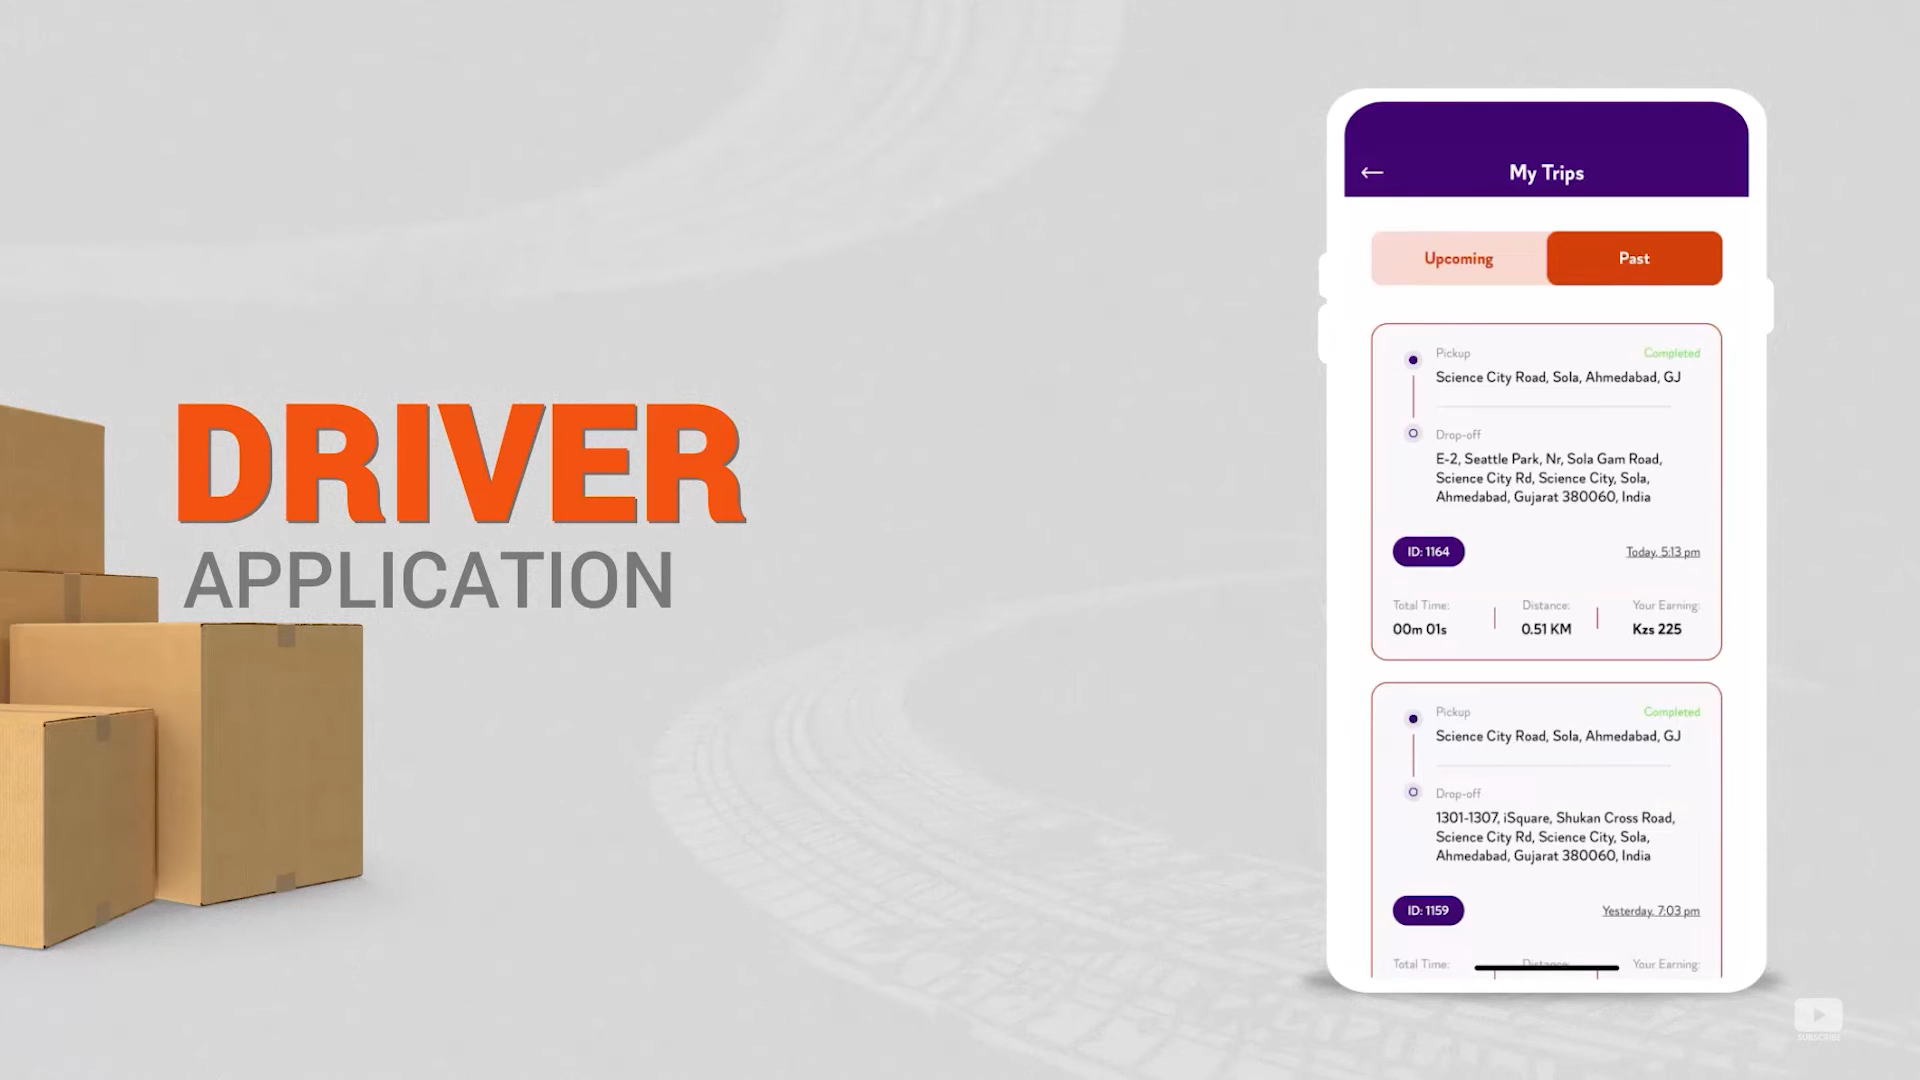 DRIVER
APPLICATION
My Trips
Upcoming
Past
Pickup
Completed
Science City Road, Sola, Ahmedabad, GJ
Drop-off
E-2, Seattle Park, Nr, Sola Gam Road,
Science City Rd, Science City, Sola,
Ahmedabad, Gujarat 380060, India
ID: 1164
Today, 5:13 pm
Total Time:
Distance:
Your Earning:
00m 01s
0.51 KM
Kzs 225
Pickup
Completed
Science City Road, Sola, Ahmedabad, GJ
Drop-off
1301-1307, iSquare, Shukan Cross Road,
Science City Rd, Science City, Sola,
Ahmedabad, Gujarat 380060, India
ID: 1159
Yesterday, 7:03 pm
Total Time:
Distance:
Your Earning:
SUBSCRIBE